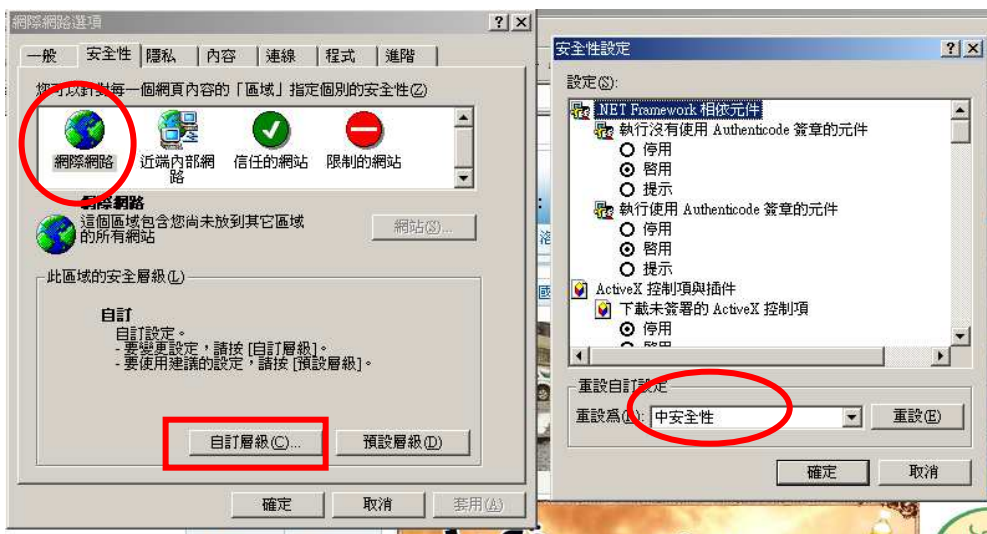 網際網路選項
一般
安全性
隱私
內容
連線
程式
進階
您可以針對每一個網頁內容的「區域」指定個別的安全性(Z)
網際網路
近端內部網路
信任的網站
限制的網站
網際網路
這個區域包含您尚未放到其它區域
的所有網站
網站(S)...
此區域的安全層級(L)
自訂
自訂設定。
- 要變更設定，請按 [自訂層級]。
- 要使用建議的設定，請按 [預設層級]。
自訂層級(C)...
預設層級(D)
確定
取消
套用(A)
安全性設定
設定(S):
.NET Framework 相依元件
執行沒有使用 Authenticode 簽章的元件
停用
啓用
提示
執行使用 Authenticode 簽章的元件
停用
啓用
提示
ActiveX 控制項與插件
下載未簽署的 ActiveX 控制項
停用
啓用
重設自訂設定
重設爲(R):
中安全性
重設(E)
確定
取消